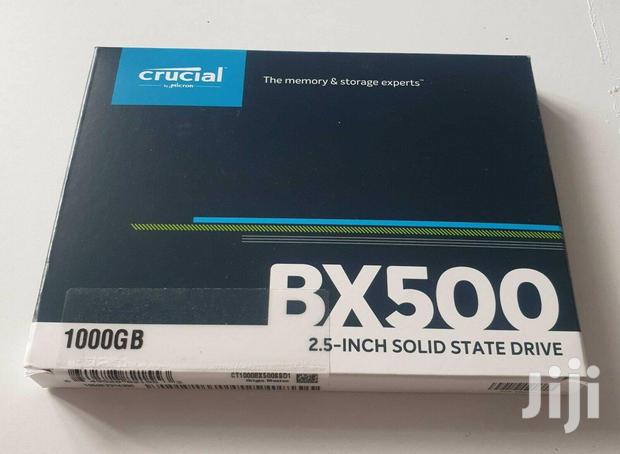 crucial
by micron
The memory & storage experts™
BX500
1000GB
2.5-INCH SOLID STATE DRIVE
CT1000BX500SSD1
Jiji